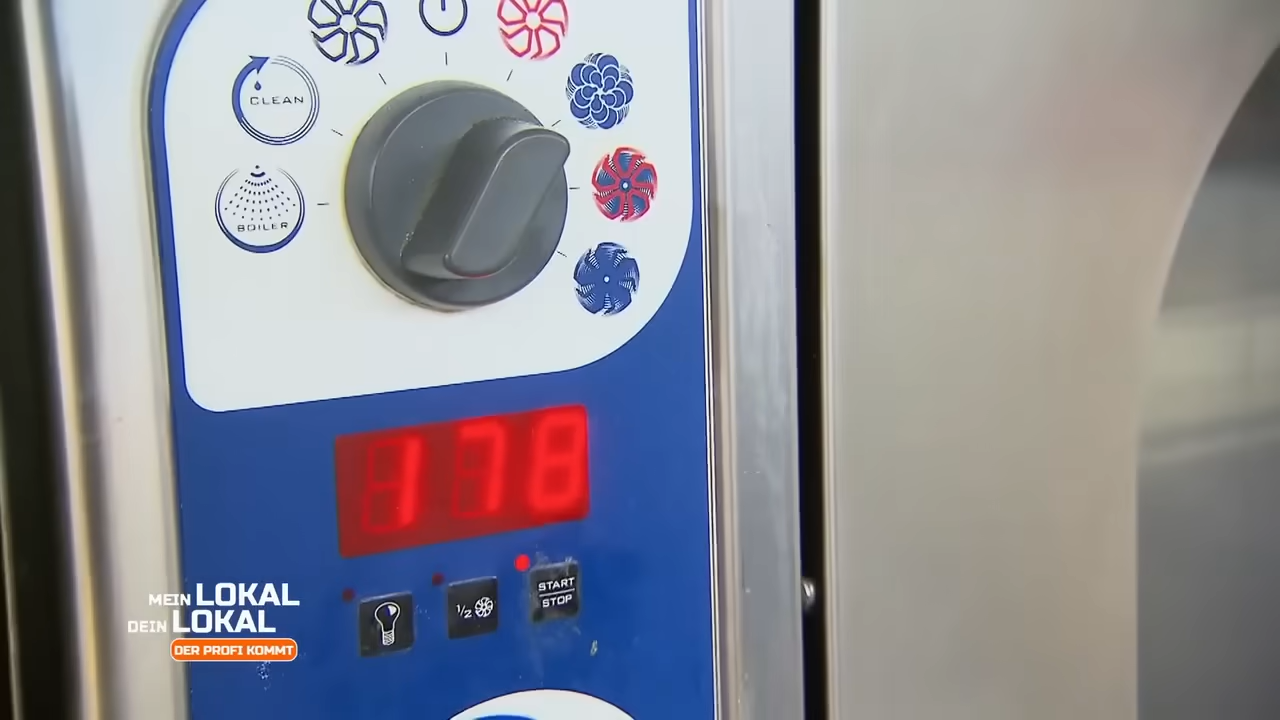 CLEAN
BOILER
178
1/2
START
STOP
MEIN LOKAL
DEIN LOKAL
DER PROFI KOMMT